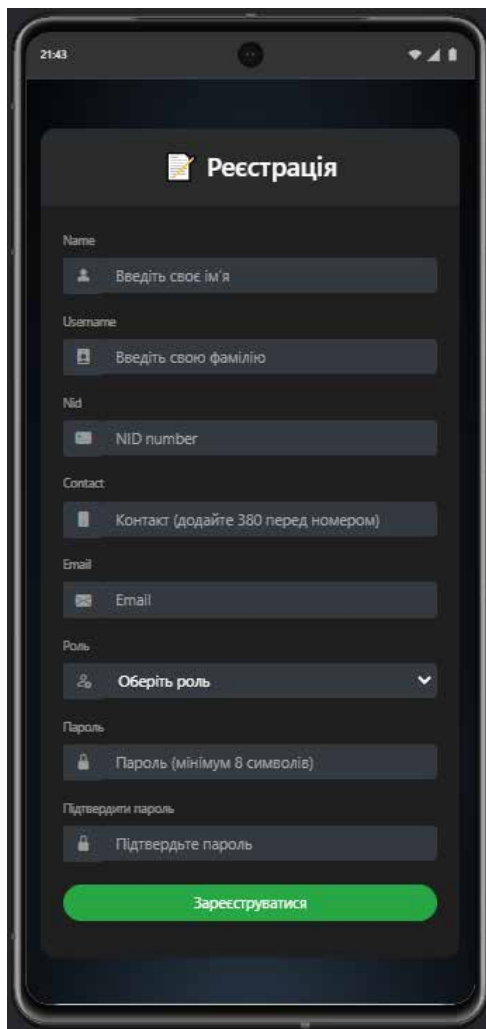 21:43
Реєстрація
Name
Введіть своє ім'я
Username
Введіть свою фамілію
Nid
NID number
Contact
Контакт (додайте 380 перед номером)
Email
Email
Роль
Оберіть роль
Пароль
Пароль (мінімум 8 символів)
Підтвердити пароль
Підтвердьте пароль
Зареєструватися